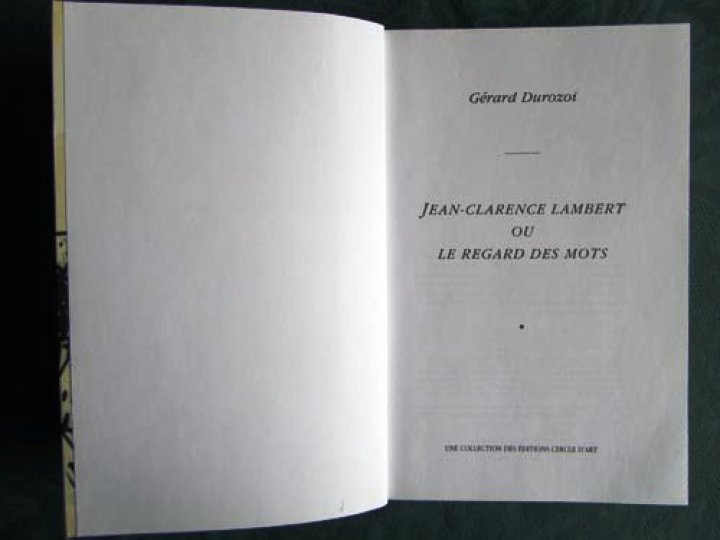 Gérard Durozoi
JEAN-CLARENCE LAMBERT
OU
LE REGARD DES MOTS
UNE COLLECTION DES ÉDITIONS CERCLE D'ART